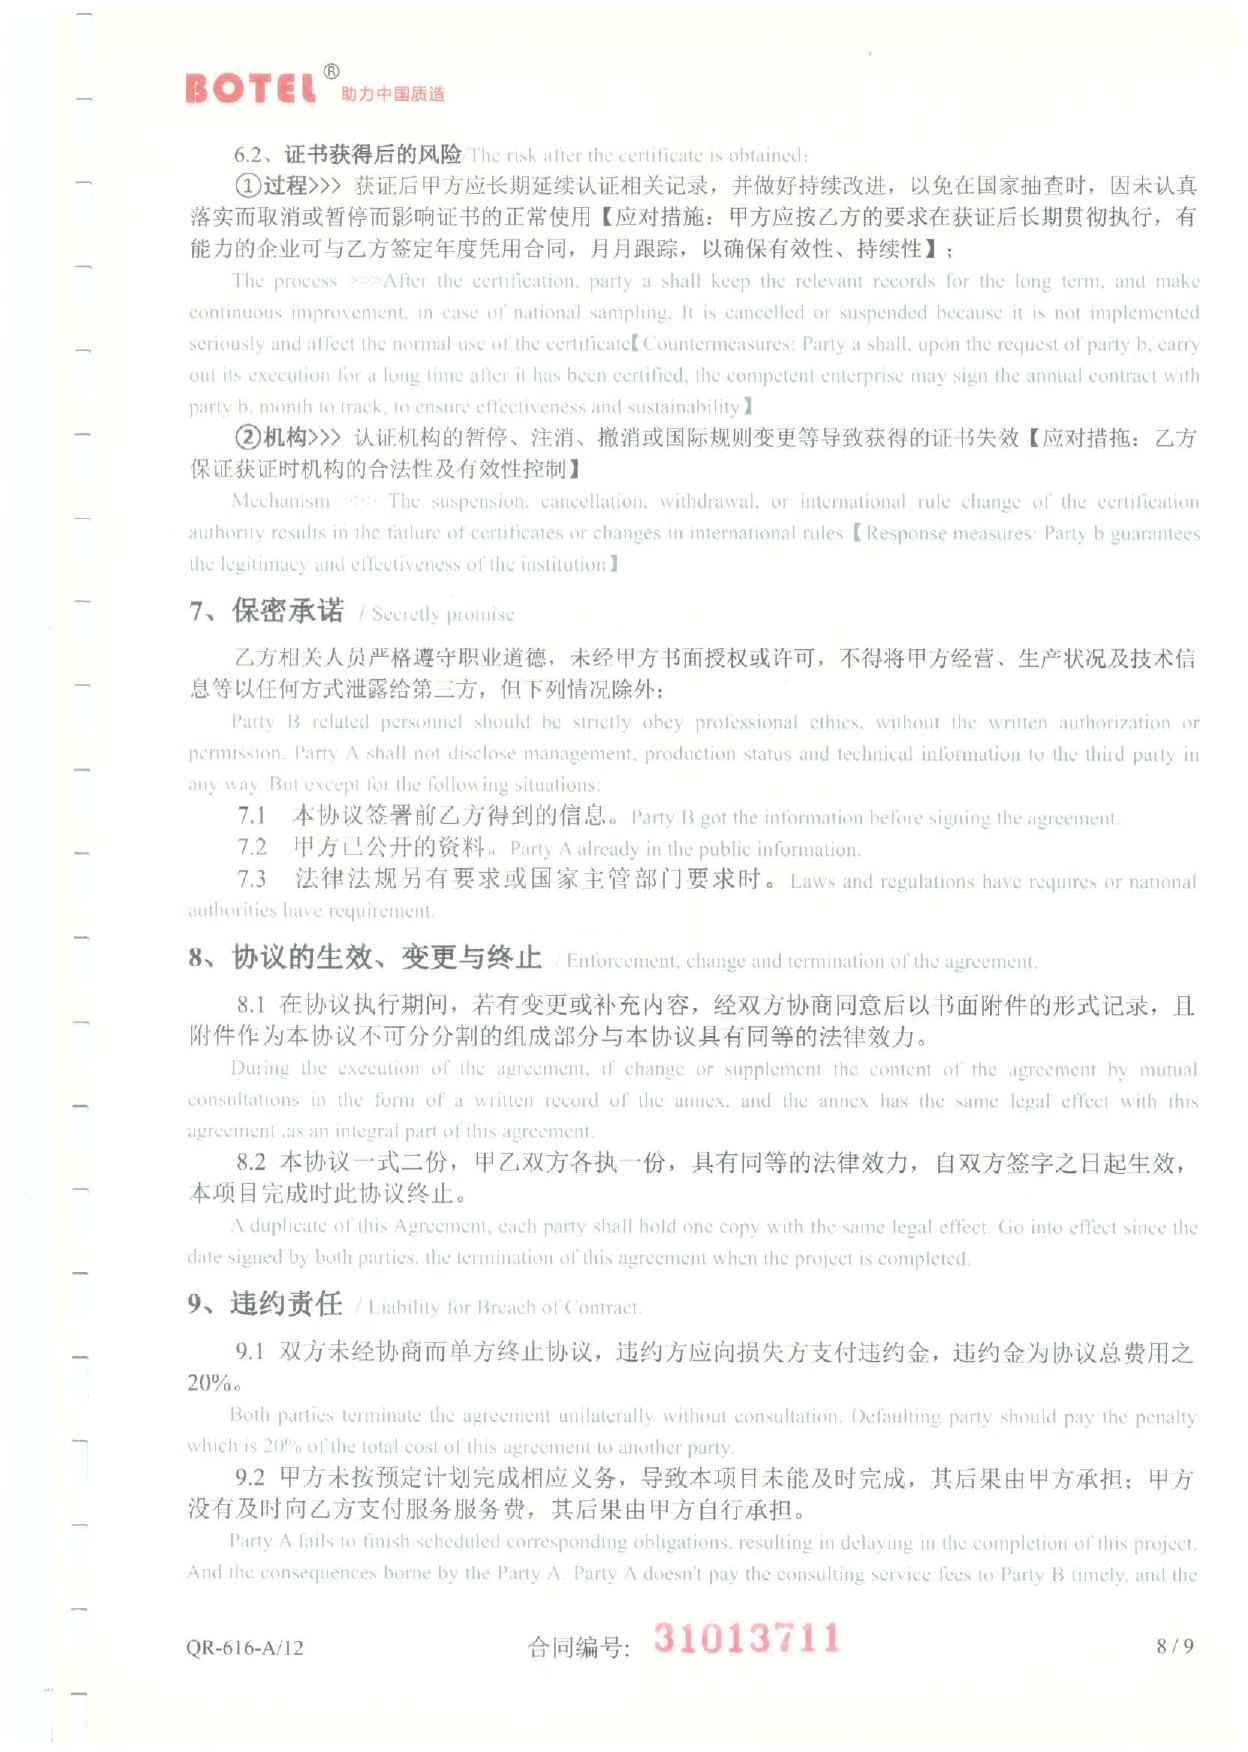 BOTEL® 助力中国质造
6.2、证书获得后的风险/The risk after the certificate is obtained:
①过程>>> 获证后甲方应长期延续认证相关记录，并做好持续改进，以免在国家抽查时，因未认真
落实而取消或暂停而影响证书的正常使用【应对措施：甲方应按乙方的要求在获证后长期贯彻执行，有
能力的企业可与乙方签定年度凭用合同，月月跟踪，以确保有效性、持续性】；
The process >>>After the certification, party a shall keep the relevant records for the long term, and make
continuous improvement, in case of national sampling, It is cancelled or suspended because it is not implemented
seriously and affect the normal use of the certificate【Countermeasures: Party a shall, upon the request of party b, carry
out its execution for a long time after it has been certified, the competent enterprise may sign the annual contract with
party b, month to track, to ensure effectiveness and sustainability】
②机构>>> 认证机构的暂停、注消、撤消或国际规则变更等导致获得的证书失效【应对措拖：乙方
保证获证时机构的合法性及有效性控制】
Mechanism >>> The suspension, cancellation, withdrawal, or international rule change of the certification
authority results in the failure of certificates or changes in international rules【Response measures: Party b guarantees
the legitimacy and effectiveness of the institution】
7、保密承诺 / Secretly promise
乙方相关人员严格遵守职业道德，未经甲方书面授权或许可，不得将甲方经营、生产状况及技术信
息等以任何方式泄露给第三方，但下列情况除外：
Party B related personnel should be strictly obey professional ethics, without the written authorization or
permission. Party A shall not disclose management, production status and technical information to the third party in
any way. But except for the following situations:
7.1 本协议签署前乙方得到的信息。Party B got the information before signing the agreement.
7.2 甲方已公开的资料。Party A already in the public information.
7.3 法律法规另有要求或国家主管部门要求时。Laws and regulations have requires or national
authorities have requirement.
8、协议的生效、变更与终止 / Enforcement, change and termination of the agreement.
8.1 在协议执行期间，若有变更或补充内容，经双方协商同意后以书面附件的形式记录，且
附件作为本协议不可分分割的组成部分与本协议具有同等的法律效力。
During the execution of the agreement, if change or supplement the content of the agreement by mutual
consultations in the form of a written record of the annex, and the annex has the same legal effect with this
agreement .as an integral part of this agreement.
8.2 本协议一式二份，甲乙双方各执一份，具有同等的法律效力，自双方签字之日起生效，
本项目完成时此协议终止。
A duplicate of this Agreement, each party shall hold one copy with the same legal effect. Go into effect since the
date signed by both parties, the termination of this agreement when the project is completed.
9、违约责任 / Liability for Breach of Contract.
9.1 双方未经协商而单方终止协议，违约方应向损失方支付违约金，违约金为协议总费用之
20%。
Both parties terminate the agreement unilaterally without consultation. Defaulting party should pay the penalty
which is 20% of the total cost of this agreement to another party.
9.2 甲方未按预定计划完成相应义务，导致本项目未能及时完成，其后果由甲方承担；甲方
没有及时向乙方支付服务服务费，其后果由甲方自行承担。
Party A fails to finish scheduled corresponding obligations, resulting in delaying in the completion of this project.
And the consequences borne by the Party A. Party A doesn't pay the consulting service fees to Party B timely, and the
QR-616-A/12 合同编号: 31013711 8 / 9